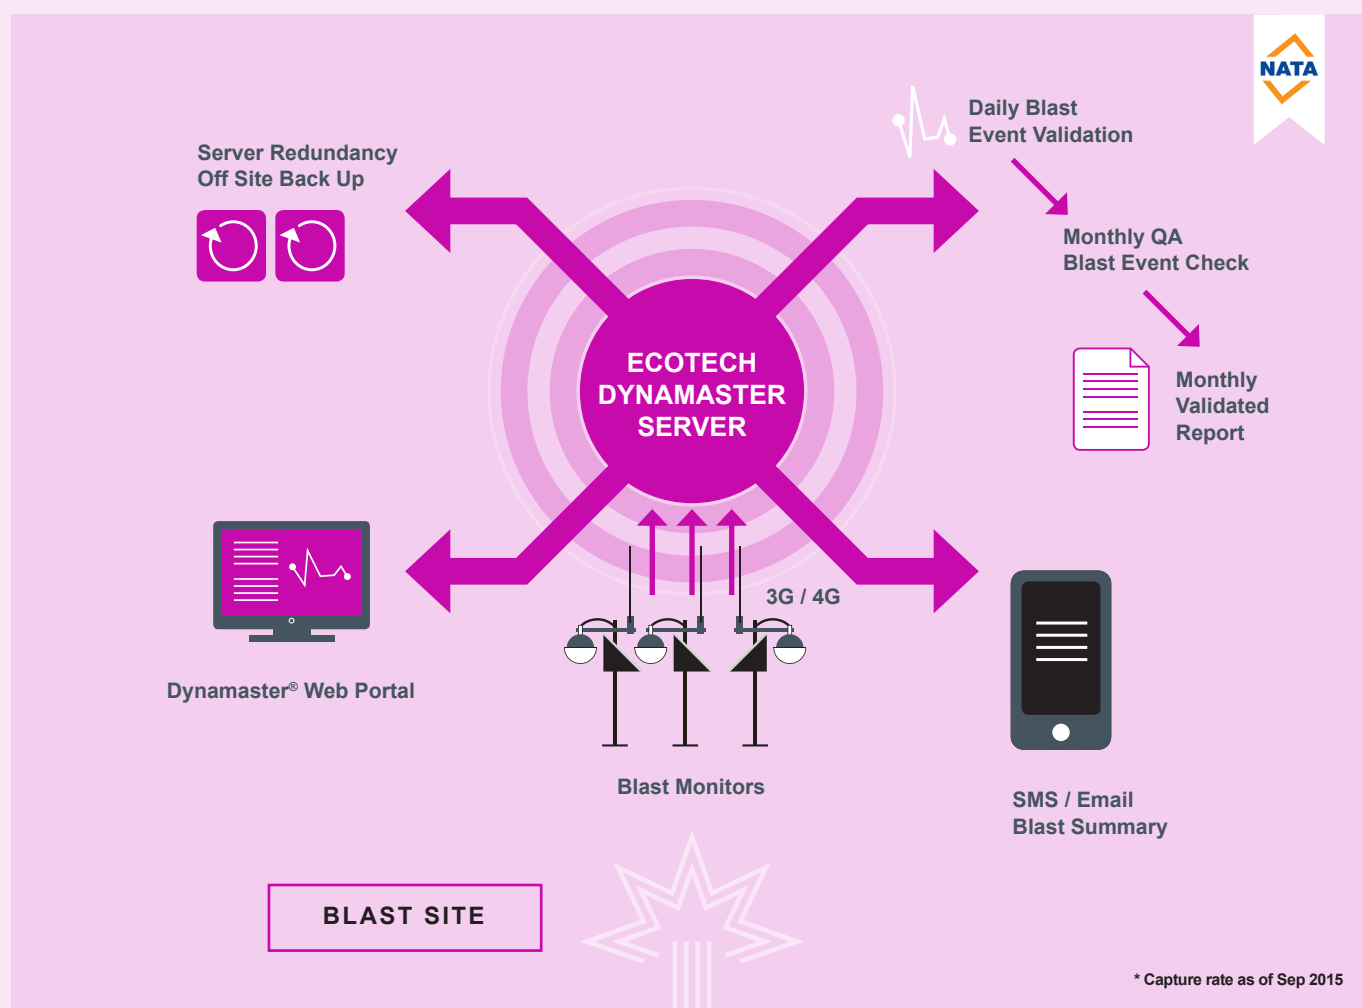 NATA
Daily Blast
Event Validation
Server Redundancy
Off Site Back Up
Monthly QA
Blast Event Check
ECOTECH
DYNAMASTER
SERVER
Monthly
Validated
Report
3G / 4G
Dynamaster® Web Portal
Blast Monitors
SMS / Email
Blast Summary
BLAST SITE
* Capture rate as of Sep 2015